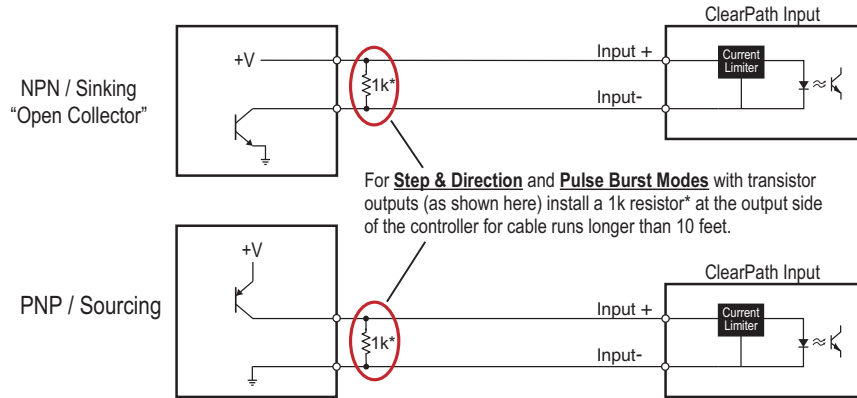 ClearPath Input
NPN / Sinking
“Open Collector”
+V
1k*
Input +
Input-
Current
Limiter
For Step & Direction and Pulse Burst Modes with transistor
outputs (as shown here) install a 1k resistor* at the output side
of the controller for cable runs longer than 10 feet.
ClearPath Input
PNP / Sourcing
+V
1k*
Input +
Input-
Current
Limiter